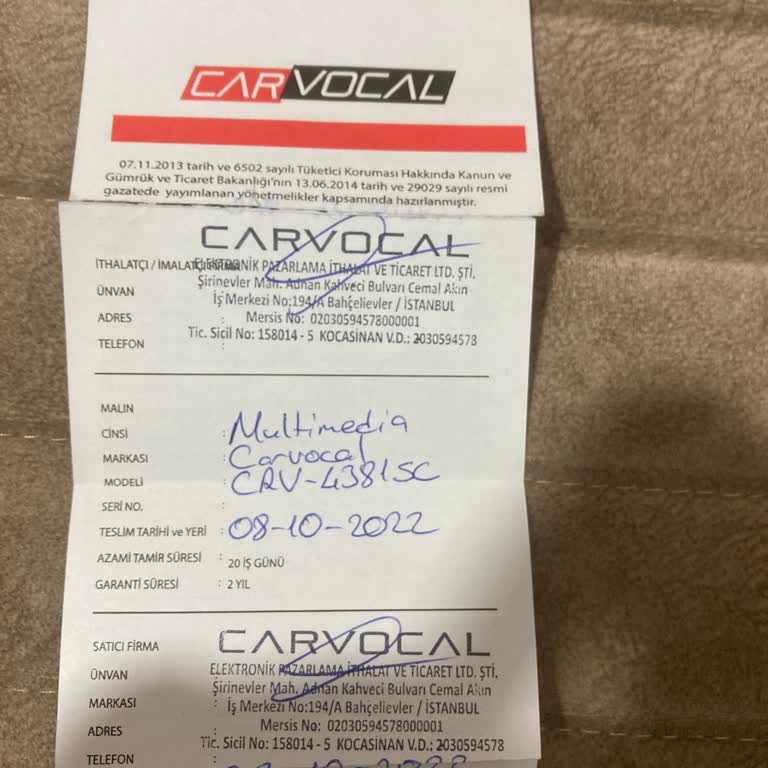 CARVOCAL
07.11.2013 tarih ve 6502 sayılı Tüketici Koruması Hakkında Kanun ve
Gümrük ve Ticaret Bakanlığı'nın 13.06.2014 tarih ve 29029 sayılı resmi
gazatede yayımlanan yönetmelikler kapsamında hazırlanmıştır.
CARVOCAL
İTHALATÇI / İMALATÇI FİRMA ELEKTRONİK PAZARLAMA İTHALAT VE TİCARET LTD. ŞTİ.
ÜNVAN : Şirinevler Mah. Adnan Kahveci Bulvarı Cemal Akın
İş Merkezi No:194/A Bahçelievler / İSTANBUL
ADRES : Mersis No: 02030594578000001
Tic. Sicil No: 158014 - 5 KOCASİNAN V.D.: 2030594578
TELEFON :
MALIN
CİNSİ : Multimedia
MARKASI : Carvocal
MODELİ : CRV-4381SC
SERİ NO. :
TESLİM TARİHİ ve YERİ : 08-10-2022
AZAMİ TAMİR SÜRESİ : 20 İŞ GÜNÜ
GARANTİ SÜRESİ : 2 YIL
SATICI FİRMA CARVOCAL
ÜNVAN ELEKTRONİK PAZARLAMA İTHALAT VE TİCARET LTD. ŞTİ.
Şirinevler Mah. Adnan Kahveci Bulvarı Cemal Akın
MARKASI : İş Merkezi No:194/A Bahçelievler / İSTANBUL
ADRES : Mersis No: 02030594578000001
Tic. Sicil No: 158014 - 5 KOCASİNAN V.D.: 2030594578
TELEFON :